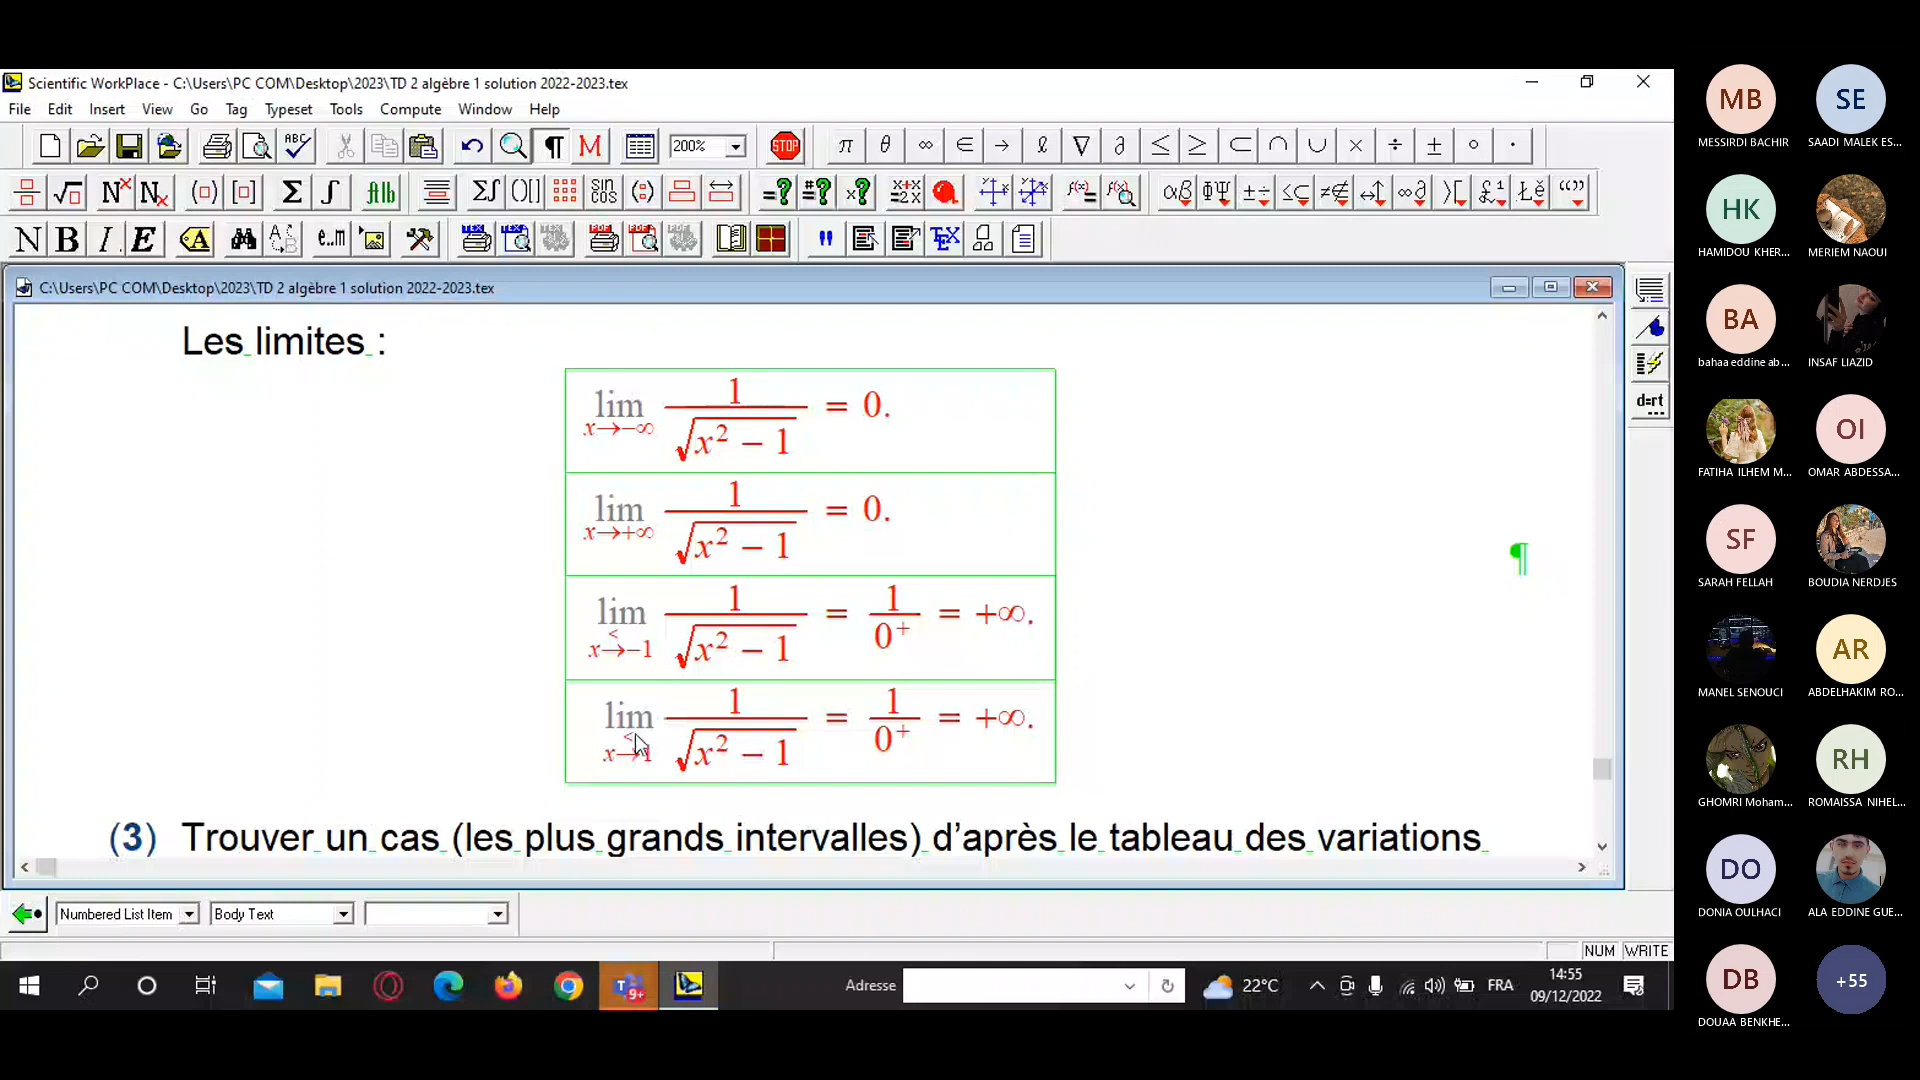 Scientific WorkPlace - C:\Users\PC COM\Desktop\2023\TD 2 algèbre 1 solution 2022-2023.tex
File Edit Insert View Go Tag Typeset Tools Compute Window Help
200% STOP π θ ∞ ∈ → ℓ ∇ ∂ ≤ ≥ ⊂ ∩ ∪ × ÷ ± ∘ ·
N B I E
C:\Users\PC COM\Desktop\2023\TD 2 algèbre 1 solution 2022-2023.tex
Les limites :
lim x→−∞ 1/√(x² − 1) = 0.
lim x→+∞ 1/√(x² − 1) = 0.
lim x→< −1 1/√(x² − 1) = 1/0⁺ = +∞.
lim x→< 1 1/√(x² − 1) = 1/0⁺ = +∞.
(3) Trouver un cas (les plus grands intervalles) d’après le tableau des variations
Numbered List Item Body Text
NUM WRITE
Adresse 22°C FRA 14:55
09/12/2022
MB SE
MESSIRDI BACHIR SAADI MALEK ES...
HK
HAMIDOU KHER... MERIEM NAOUI
BA
bahaa eddine ab... INSAF LIAZID
OI
FATIHA ILHEM M... OMAR ABDESSA...
SF
SARAH FELLAH BOUDIA NERDJES
AR
MANEL SENOUCI ABDELHAKIM RO...
RH
GHOMRI Moham... ROMAISSA NIHEL...
DO
DONIA OULHACI ALA EDDINE GUE...
DB +55
DOUAA BENKHE...